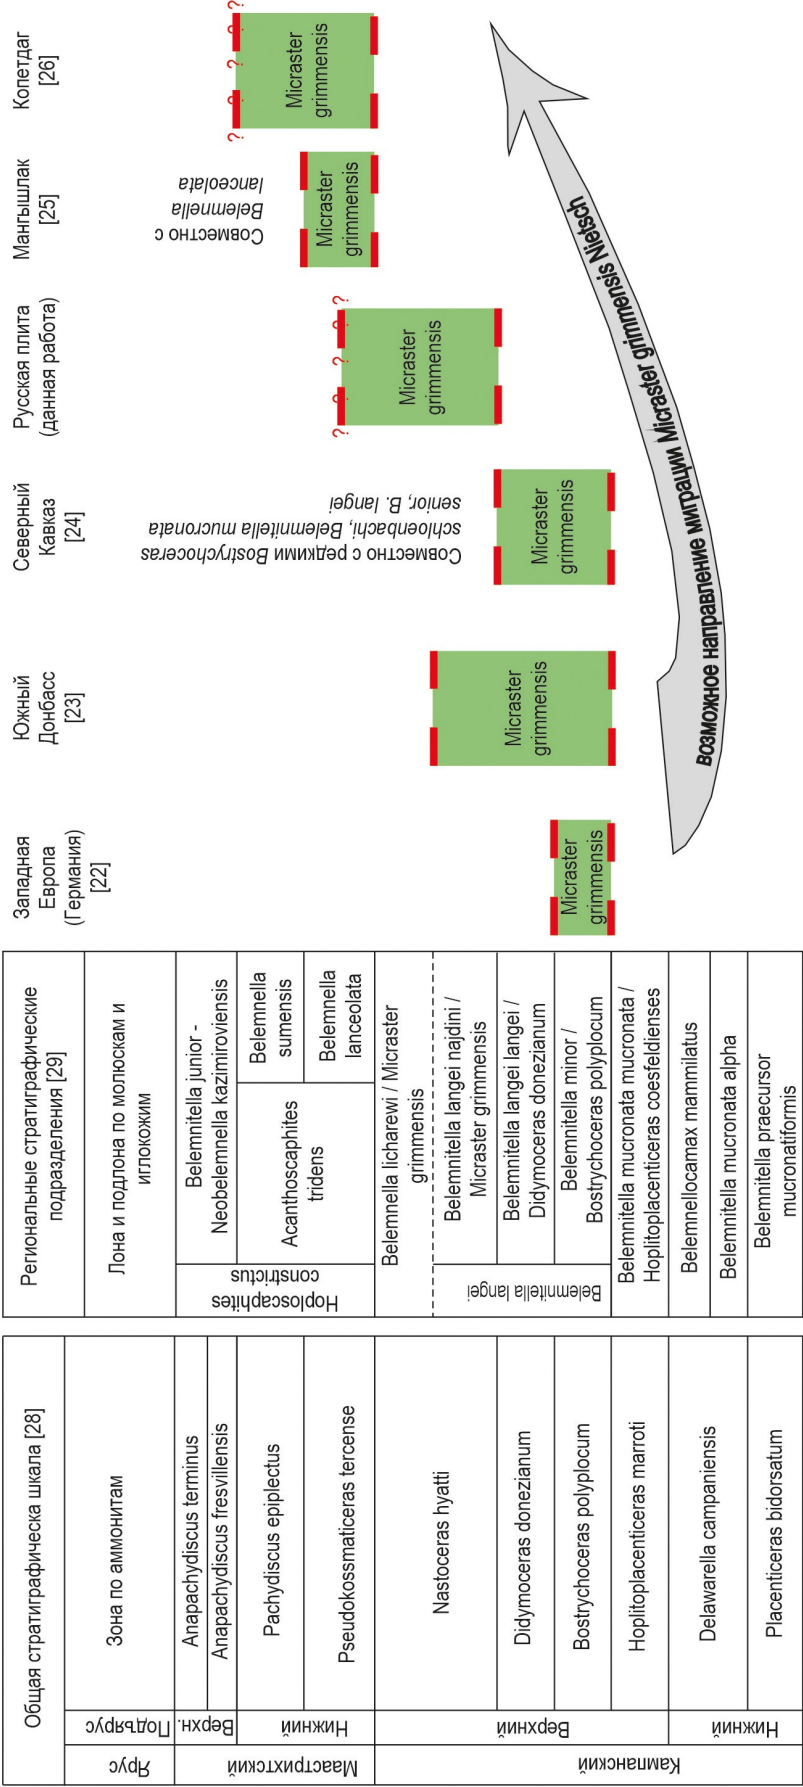 Общая стратиграфическа шкала [28]
Ярус
Подъярус
Зона по аммонитам
Маастрихтский
Верхн.
Anapachydiscus terminus
Anapachydiscus fresvillensis
Нижний
Pachydiscus epiplectus
Pseudokossmaticeras tercense
Кампанский
Верхний
Nastoceras hyatti
Didymoceras donezianum
Bostrychoceras polyplocum
Hoplitoplacenticeras marroti
Нижний
Delawarella campaniensis
Placenticeras bidorsatum
Региональные стратиграфические
подразделения [29]
Лона и подлона по молюскам и
иглокожим
Hoploscaphites
constrictus
Belemnitella junior -
Neobelemnella kazimiroviensis
Acanthoscaphites
tridens
Belemnella
sumensis
Belemnella
lanceolata
Belemnella licharewi / Micraster
grimmensis
Belemnitella langei
Belemnitella langei najdini /
Micraster grimmensis
Belemnitella langei langei /
Didymoceras donezianum
Belemnitella minor /
Bostrychoceras polyplocum
Belemnitella mucronata mucronata /
Hoplitoplacenticeras coesfeldienses
Belemnellocamax mammilatus
Belemnitella mucronata alpha
Belemnitella praecursor
mucronatiformis
Западная
Европа
(Германия)
[22]
Micraster
grimmensis
Южный
Донбасс
[23]
Micraster
grimmensis
Северный
Кавказ
[24]
Совместно с редкими Bostrychoceras
schloenbachi, Belemnitella mucronata
senior, B. langei
Micraster
grimmensis
Русская плита
(данная работа)
? ? ? ? ?
Micraster
grimmensis
Мангышлак
[25]
Совместно с
Belemnella
lanceolata
Micraster
grimmensis
Копетдаг
[26]
? ? ? ? ?
Micraster
grimmensis
Возможное направление миграции Micraster grimmensis Nietsch